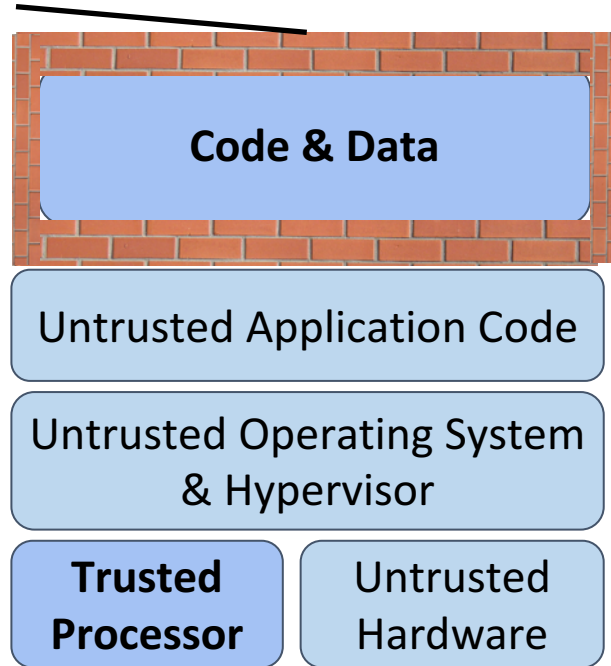 Code & Data
Untrusted Application Code
Untrusted Operating System
& Hypervisor
Trusted
Processor
Untrusted
Hardware